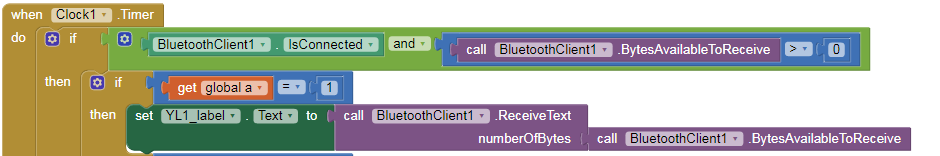 when Clock1 .Timer
do if BluetoothClient1 . IsConnected and call BluetoothClient1 .BytesAvailableToReceive > 0
then if get global a = 1
then set YL1_label . Text to call BluetoothClient1 .ReceiveText
numberOfBytes call BluetoothClient1 .BytesAvailableToReceive